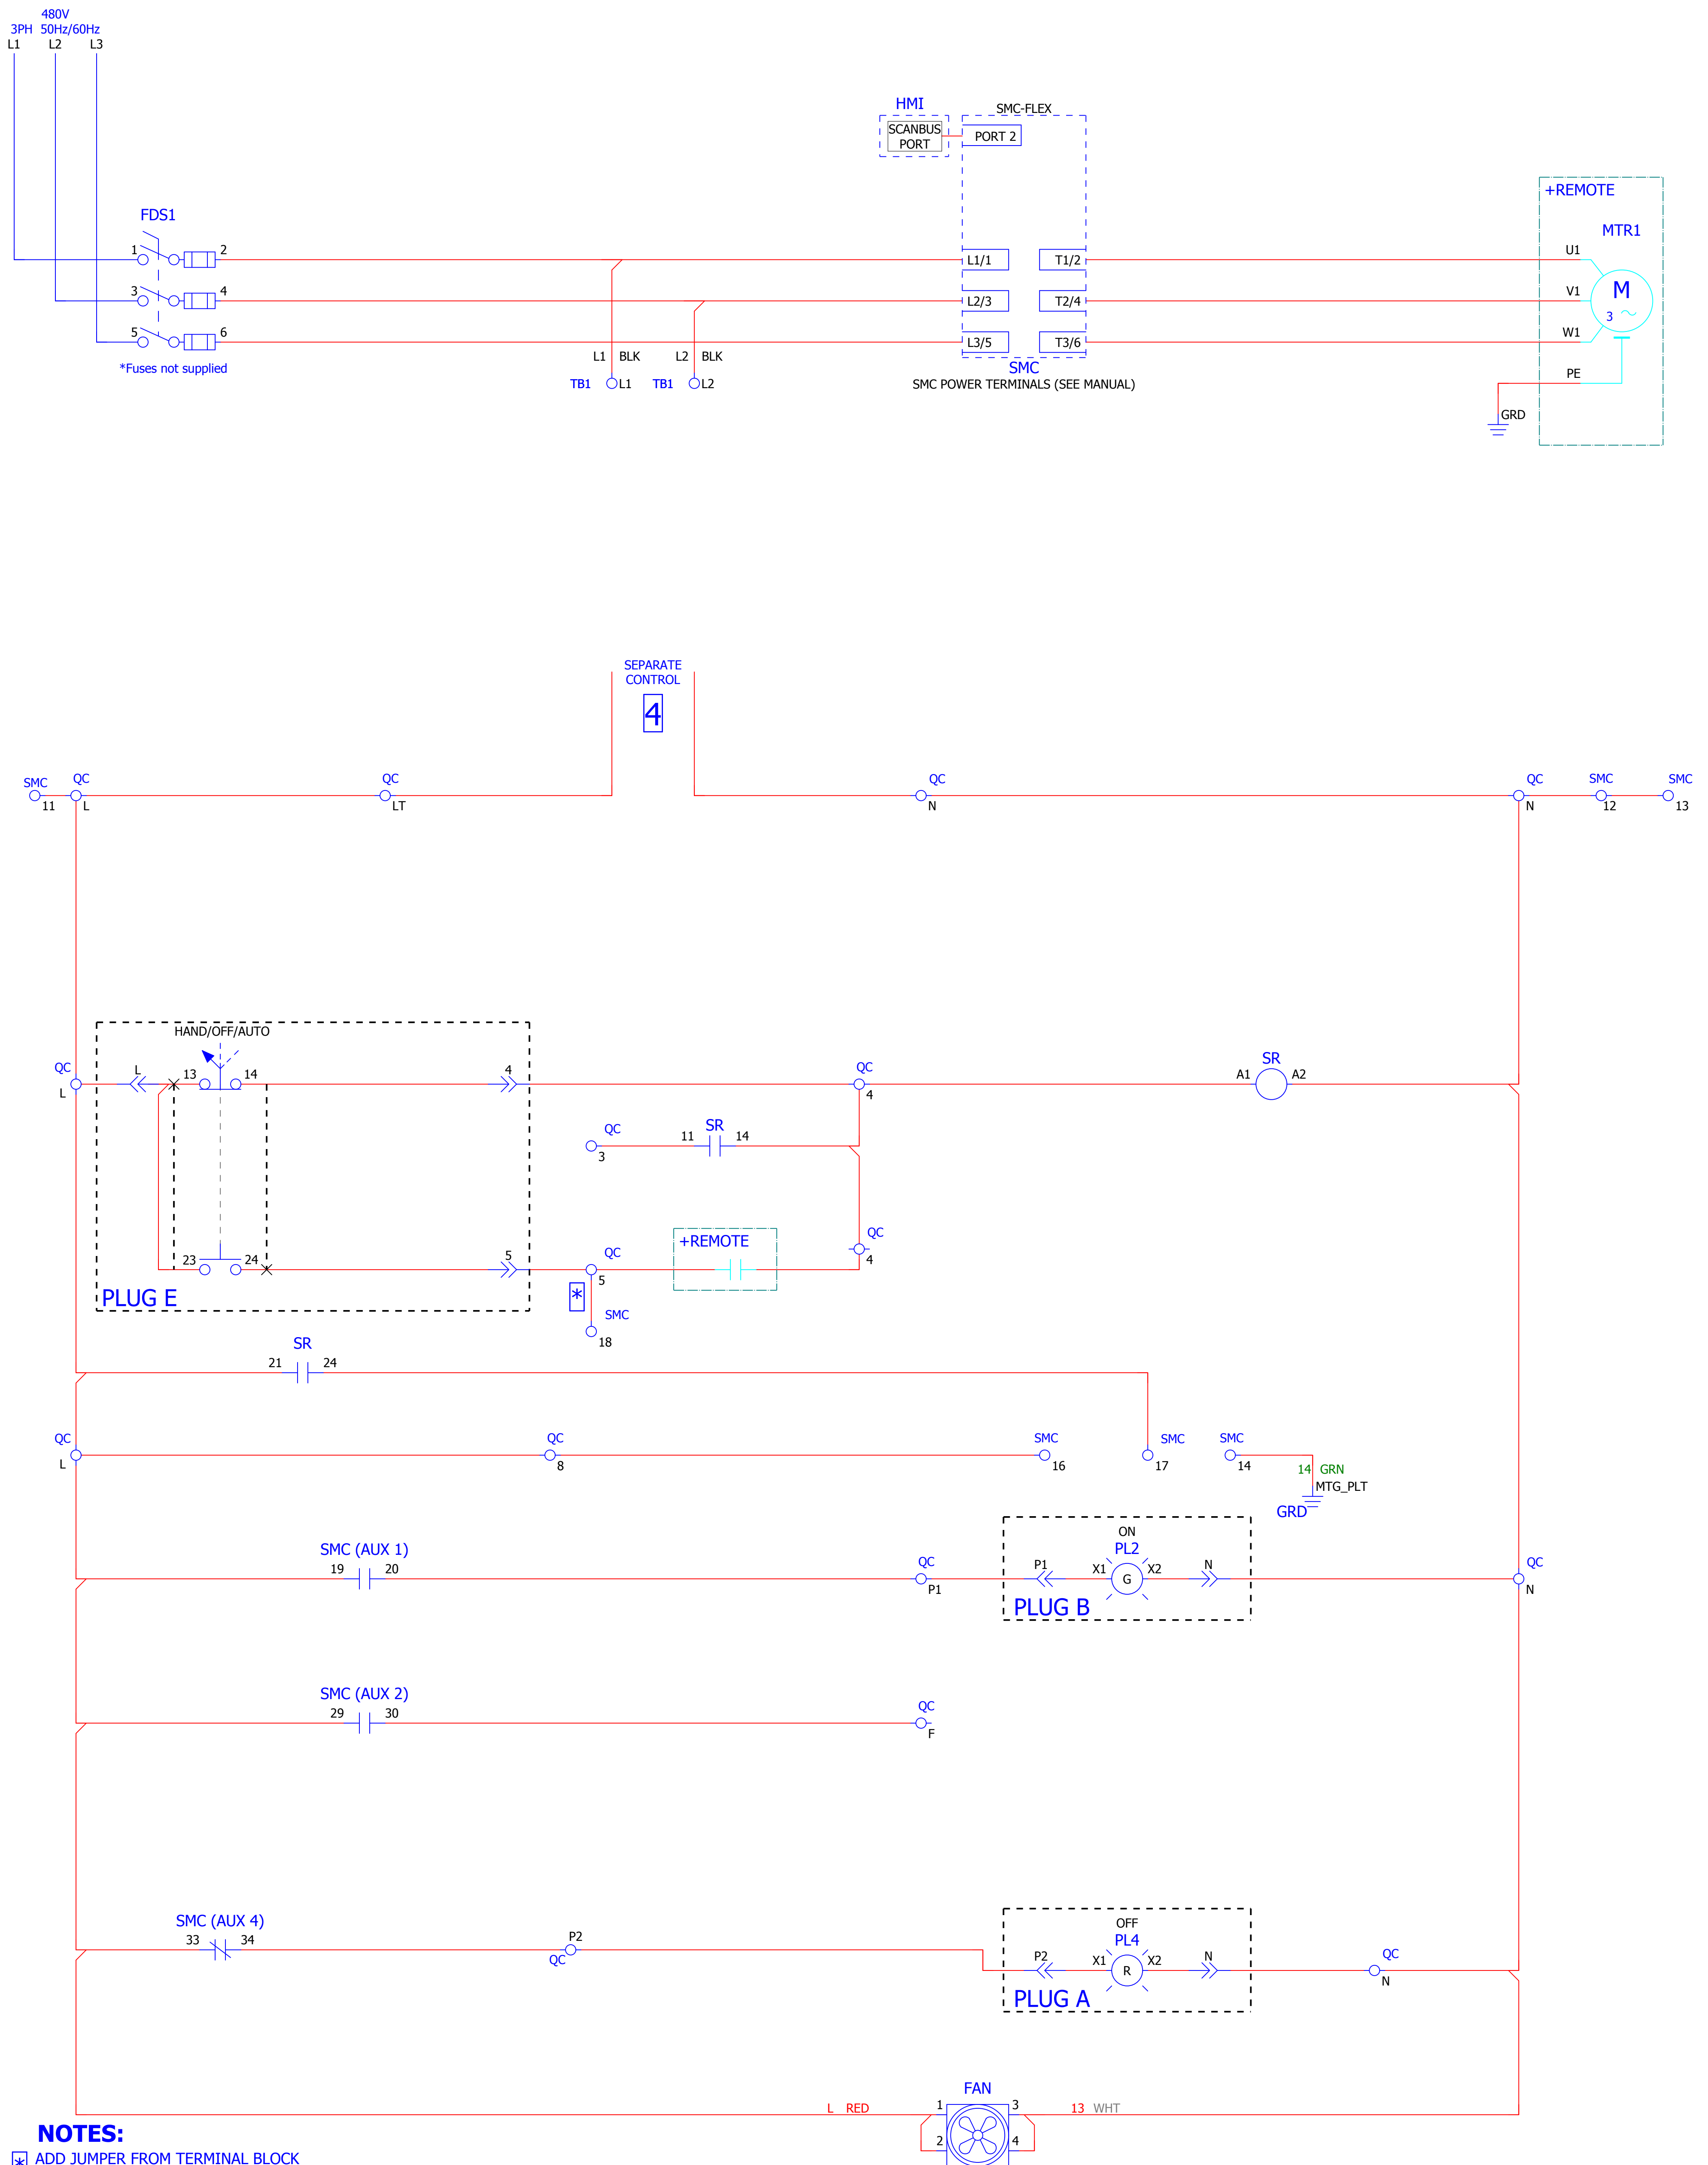 480V
3PH 50Hz/60Hz
L1 L2 L3
HMI
SCANBUS
PORT
SMC-FLEX
PORT 2
+REMOTE
MTR1
FDS1
1 2
L1/1 T1/2
U1
3 4
L2/3 T2/4
V1
M
3
5 6
L3/5 T3/6
W1
*Fuses not supplied
L1 BLK L2 BLK
TB1 L1 TB1 L2
SMC
SMC POWER TERMINALS (SEE MANUAL)
PE
GRD
SEPARATE
CONTROL
4
SMC QC QC QC QC SMC SMC
11 L LT N N 12 13
HAND/OFF/AUTO
QC L 13 14 4 QC A1 SR A2
L 4
QC 11 SR 14
3
23 24 5 QC +REMOTE QC
5 4
PLUG E
*
SMC
18
SR
21 24
QC QC SMC SMC SMC
L 8 16 17 14
14 GRN
MTG_PLT
GRD
ON
SMC (AUX 1) PL2
19 20 QC P1 X1 G X2 N QC
P1 N
PLUG B
SMC (AUX 2)
29 30 QC
F
SMC (AUX 4) OFF
33 34 P2 PL4
QC P2 X1 R X2 N QC
N
PLUG A
FAN
L RED 1 3 13 WHT
2 4
NOTES:
* ADD JUMPER FROM TERMINAL BLOCK